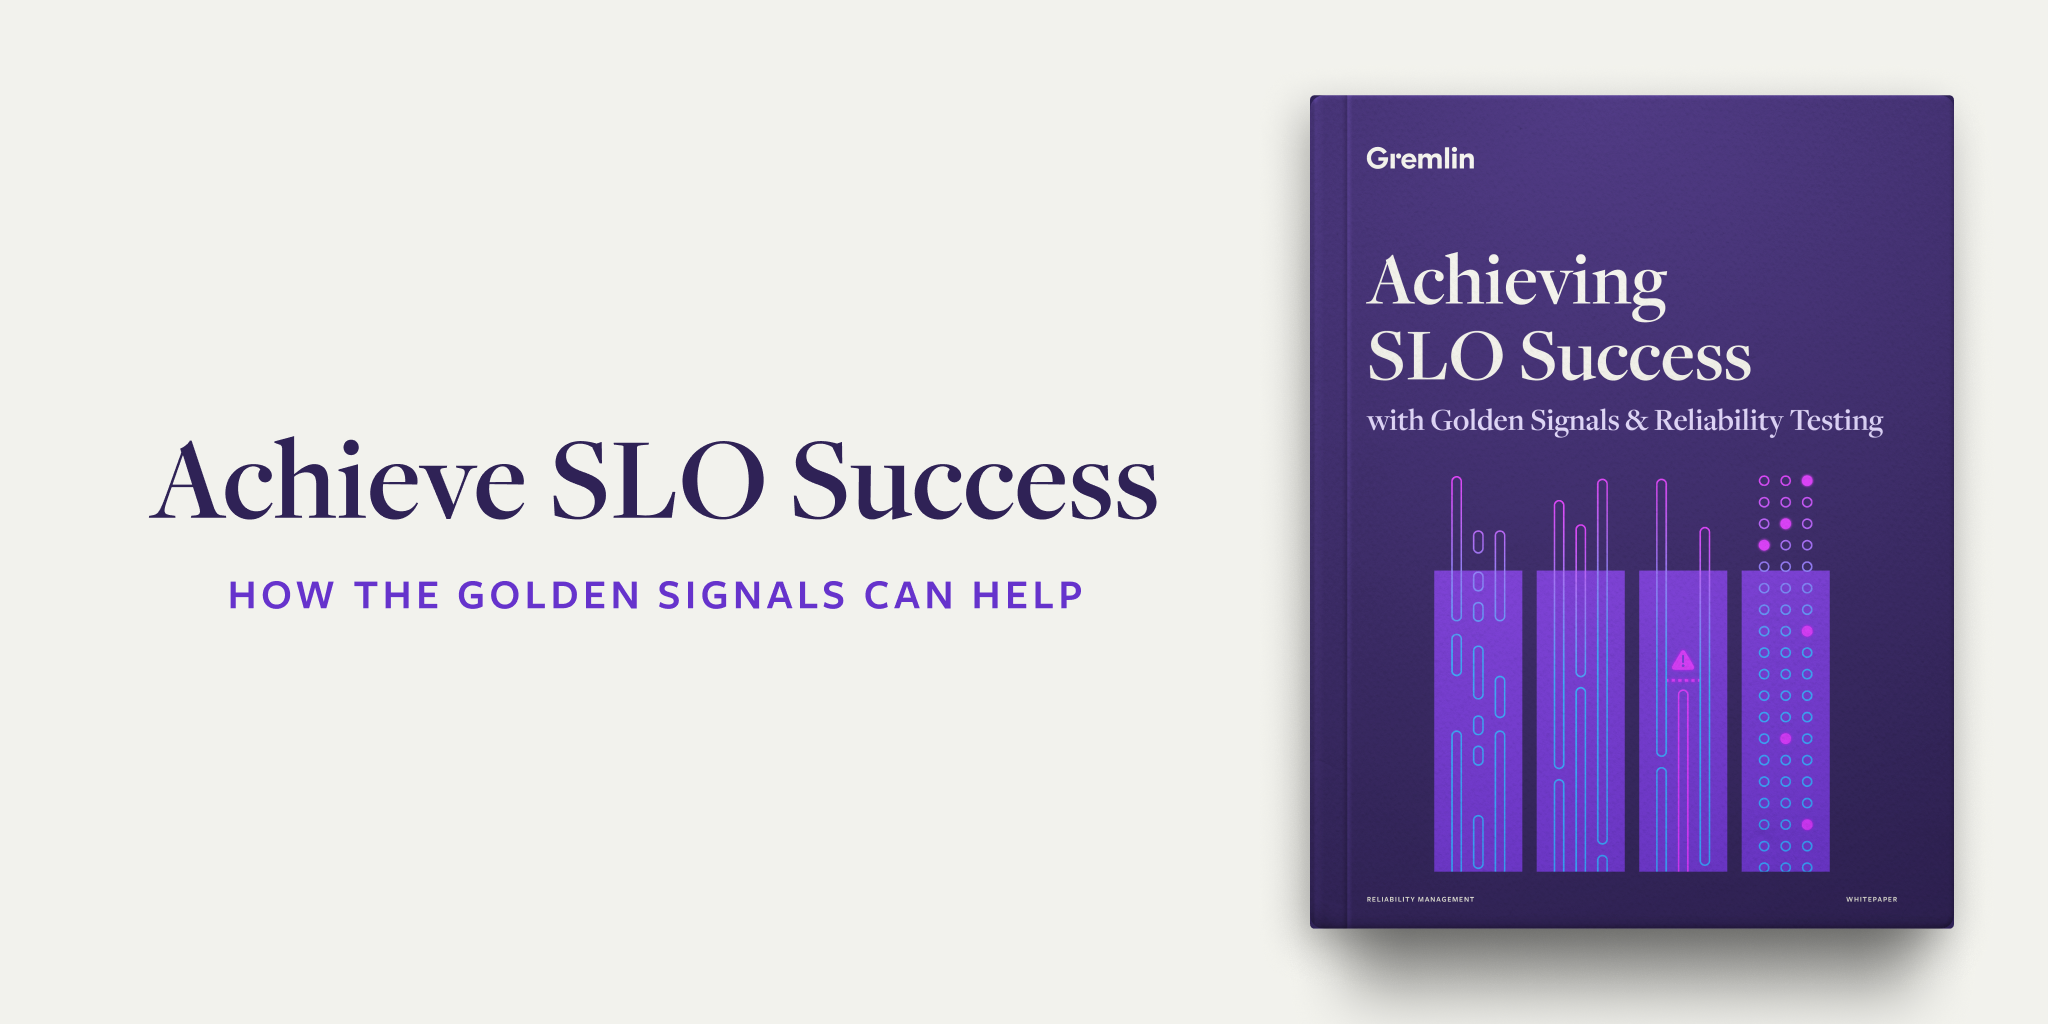 Achieve SLO Success
HOW THE GOLDEN SIGNALS CAN HELP
Gremlin
Achieving
SLO Success
with Golden Signals & Reliability Testing
RELIABILITY MANAGEMENT
WHITEPAPER